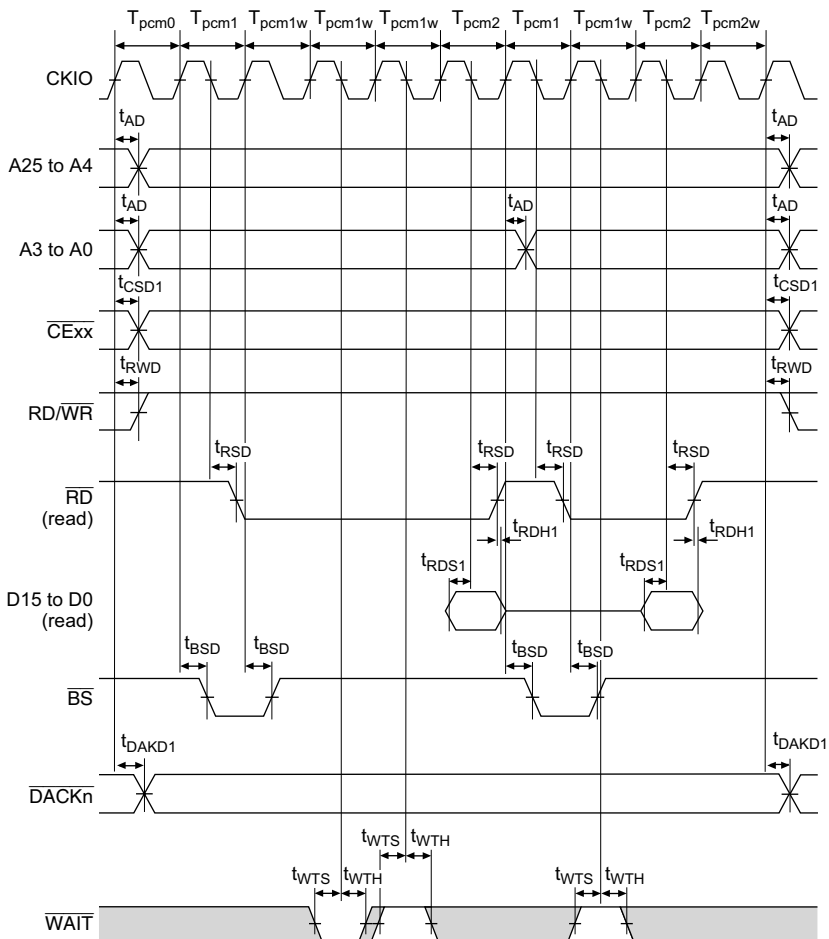 Tpcm0 Tpcm1 Tpcm1w Tpcm1w Tpcm1w Tpcm2 Tpcm1 Tpcm1w Tpcm2 Tpcm2w
CKIO
tAD tAD
A25 to A4
tAD tAD tAD
A3 to A0
tCSD1 tCSD1
CExx
tRWD tRWD
RD/WR
tRSD tRSD tRSD tRSD
RD
(read)
tRDH1 tRDH1
tRDS1 tRDS1
D15 to D0
(read)
tBSD tBSD tBSD tBSD
BS
tDAKD1 tDAKD1
DACKn
tWTS tWTH
tWTS tWTH tWTS tWTH
WAIT